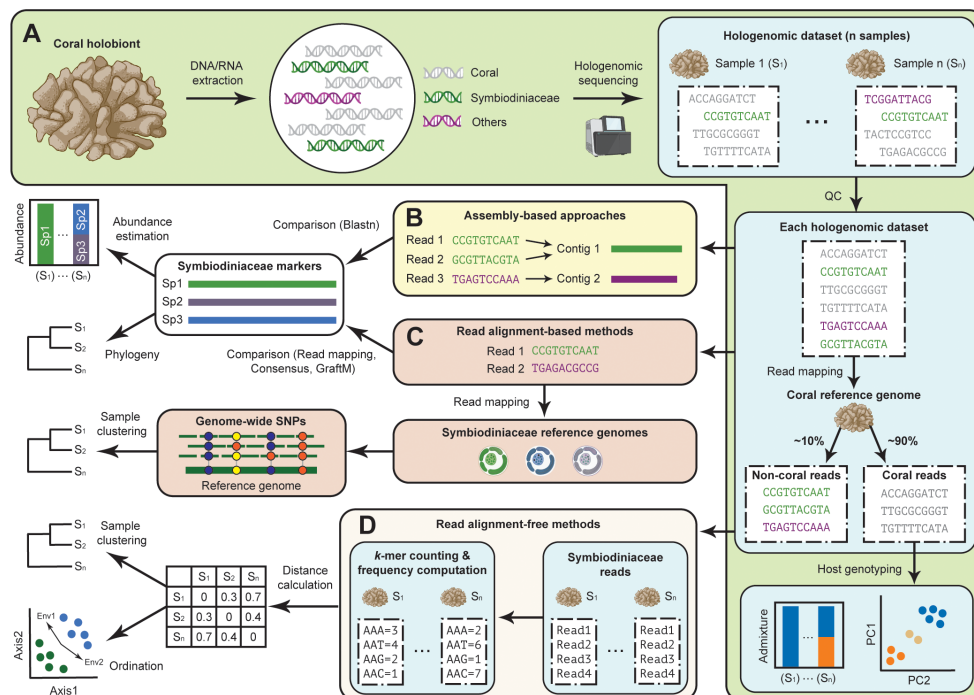 A
Coral holobiont
DNA/RNA
extraction
Coral
Symbiodiniaceae
Others
Hologenomic
sequencing
Hologenomic dataset (n samples)
Sample 1 (S1)
Sample n (Sn)
ACCAGGATCT
CCGTGTCAAT
TTGCGCGGGT
TGTTTTCATA
...
TCGGATTACG
CCGTGTCAAT
TACTCCGTCC
TGAGACGCCG
QC
Each hologenomic dataset
ACCAGGATCT
CCGTGTCAAT
TTGCGCGGGT
TGTTTTCATA
TGAGTCCAAA
GCGTTACGTA
Read mapping
Coral reference genome
~10%
~90%
Non-coral reads
CCGTGTCAAT
GCGTTACGTA
TGAGTCCAAA
Coral reads
ACCAGGATCT
TTGCGCGGGT
TGTTTTCATA
Host genotyping
Admixture
...
(S1) ... (Sn)
PC1
PC2
B
Assembly-based approaches
Read 1 CCGTGTCAAT
Read 2 GCGTTACGTA
Read 3 TGAGTCCAAA
Contig 1
Contig 2
Comparison (Blastn)
Symbiodiniaceae markers
Sp1
Sp2
Sp3
Abundance
estimation
Abundance
Sp1
...
Sp2
Sp3
(S1) ... (Sn)
Phylogeny
S1
S2
Sn
C
Read alignment-based methods
Read 1 CCGTGTCAAT
Read 2 TGAGACGCCG
Comparison (Read mapping,
Consensus, GraftM)
Read mapping
Symbiodiniaceae reference genomes
Genome-wide SNPs
Reference genome
Sample
clustering
S1
S2
Sn
D
Read alignment-free methods
k-mer counting &
frequency computation
S1
Sn
AAA=3
AAT=4
AAG=2
AAC=1
...
AAA=2
AAT=6
AAG=1
AAC=7
Symbiodiniaceae
reads
S1
Sn
Read1
Read2
Read3
Read4
...
Read1
Read2
Read3
Read4
Distance
calculation
S1 S2 Sn
S1 0 0.3 0.7
S2 0.3 0 0.4
Sn 0.7 0.4 0
Sample
clustering
S1
S2
Sn
Ordination
Axis2
Env1
Env2
Axis1